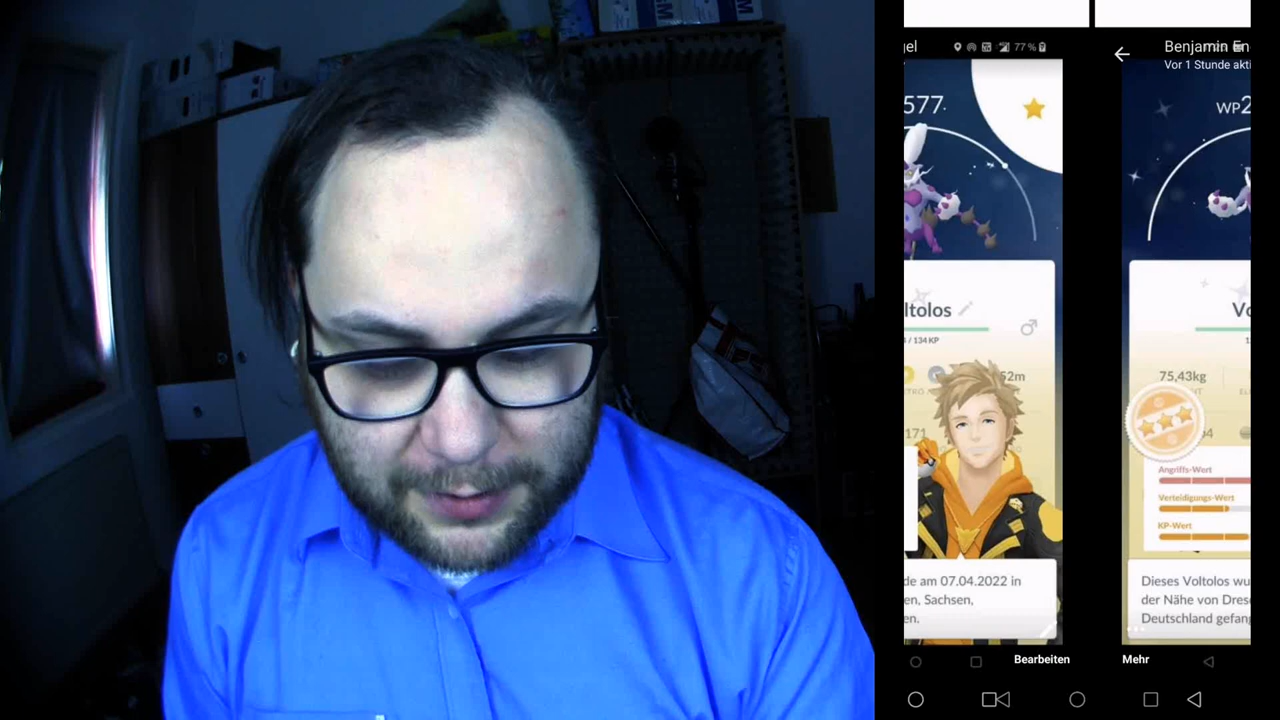 gel
77 %
577
ltolos
/ 134 KP
52m
171
de am 07.04.2022 in
en, Sachsen,
en.
Bearbeiten
Benjamin En
Vor 1 Stunde akti
WP2
Vo
75,43kg
Angriffs-Wert
Verteidigungs-Wert
KP-Wert
Dieses Voltolos wu
der Nähe von Dres
Deutschland gefang
Mehr